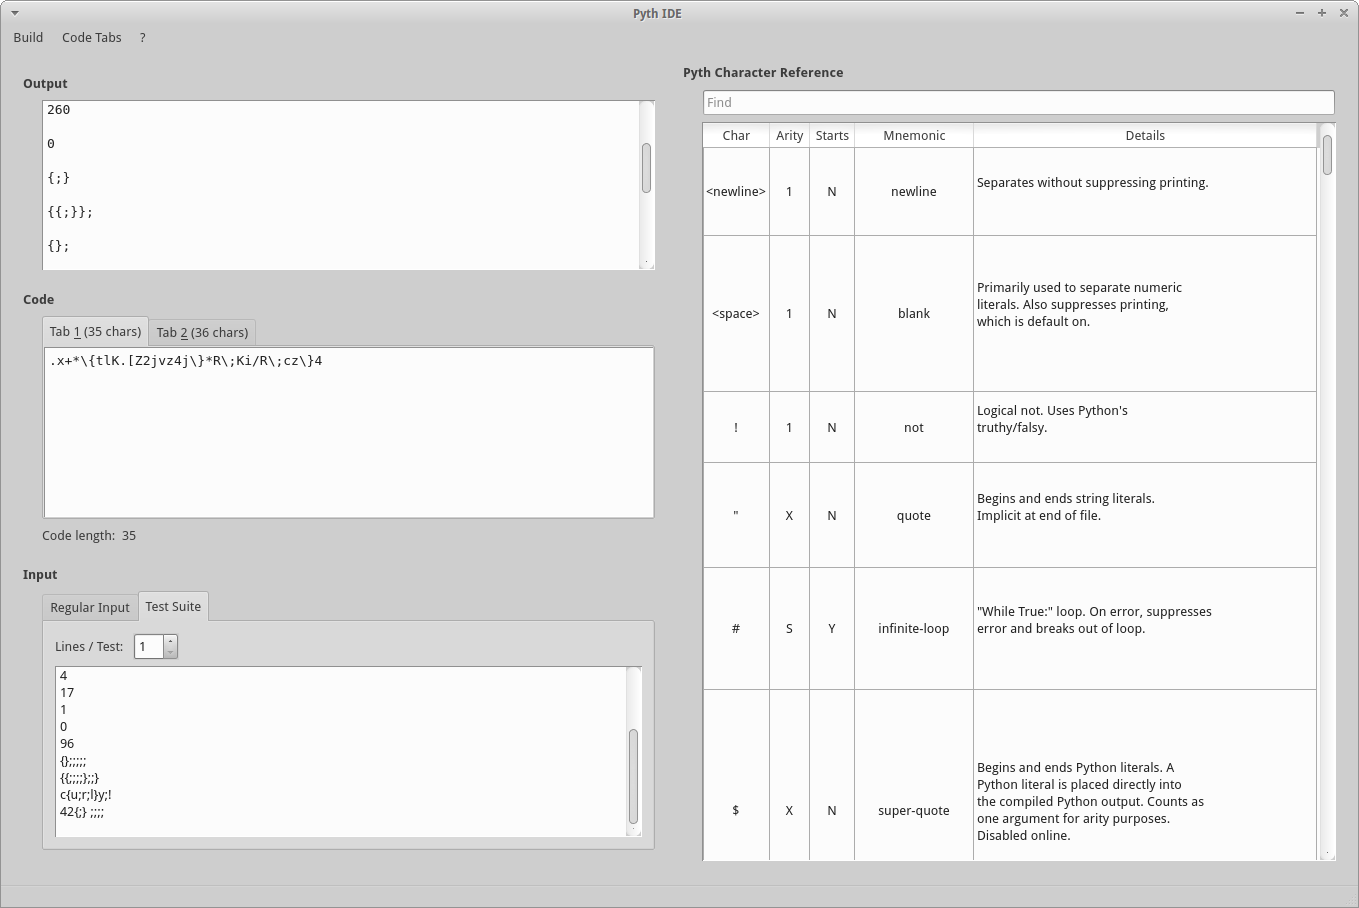 Pyth IDE
Build Code Tabs ?
Output
260
0
{;}
{{;}};
{};
Code
Tab 1 (35 chars) Tab 2 (36 chars)
.x+*\{tlK.[Z2jvz4j\}*R\;Ki/R\;cz\}4
Code length: 35
Input
Regular Input Test Suite
Lines / Test: 1
4
17
1
0
96
{};;;;;
{{;;;;};;}
c{u;r;l}y;!
42{;} ;;;;
Pyth Character Reference
Find
Char Arity Starts Mnemonic Details
<newline> 1 N newline Separates without suppressing printing.
<space> 1 N blank Primarily used to separate numeric
literals. Also suppresses printing,
which is default on.
! 1 N not Logical not. Uses Python's
truthy/falsy.
" X N quote Begins and ends string literals.
Implicit at end of file.
# S Y infinite-loop "While True:" loop. On error, suppresses
error and breaks out of loop.
$ X N super-quote Begins and ends Python literals. A
Python literal is placed directly into
the compiled Python output. Counts as
one argument for arity purposes.
Disabled online.